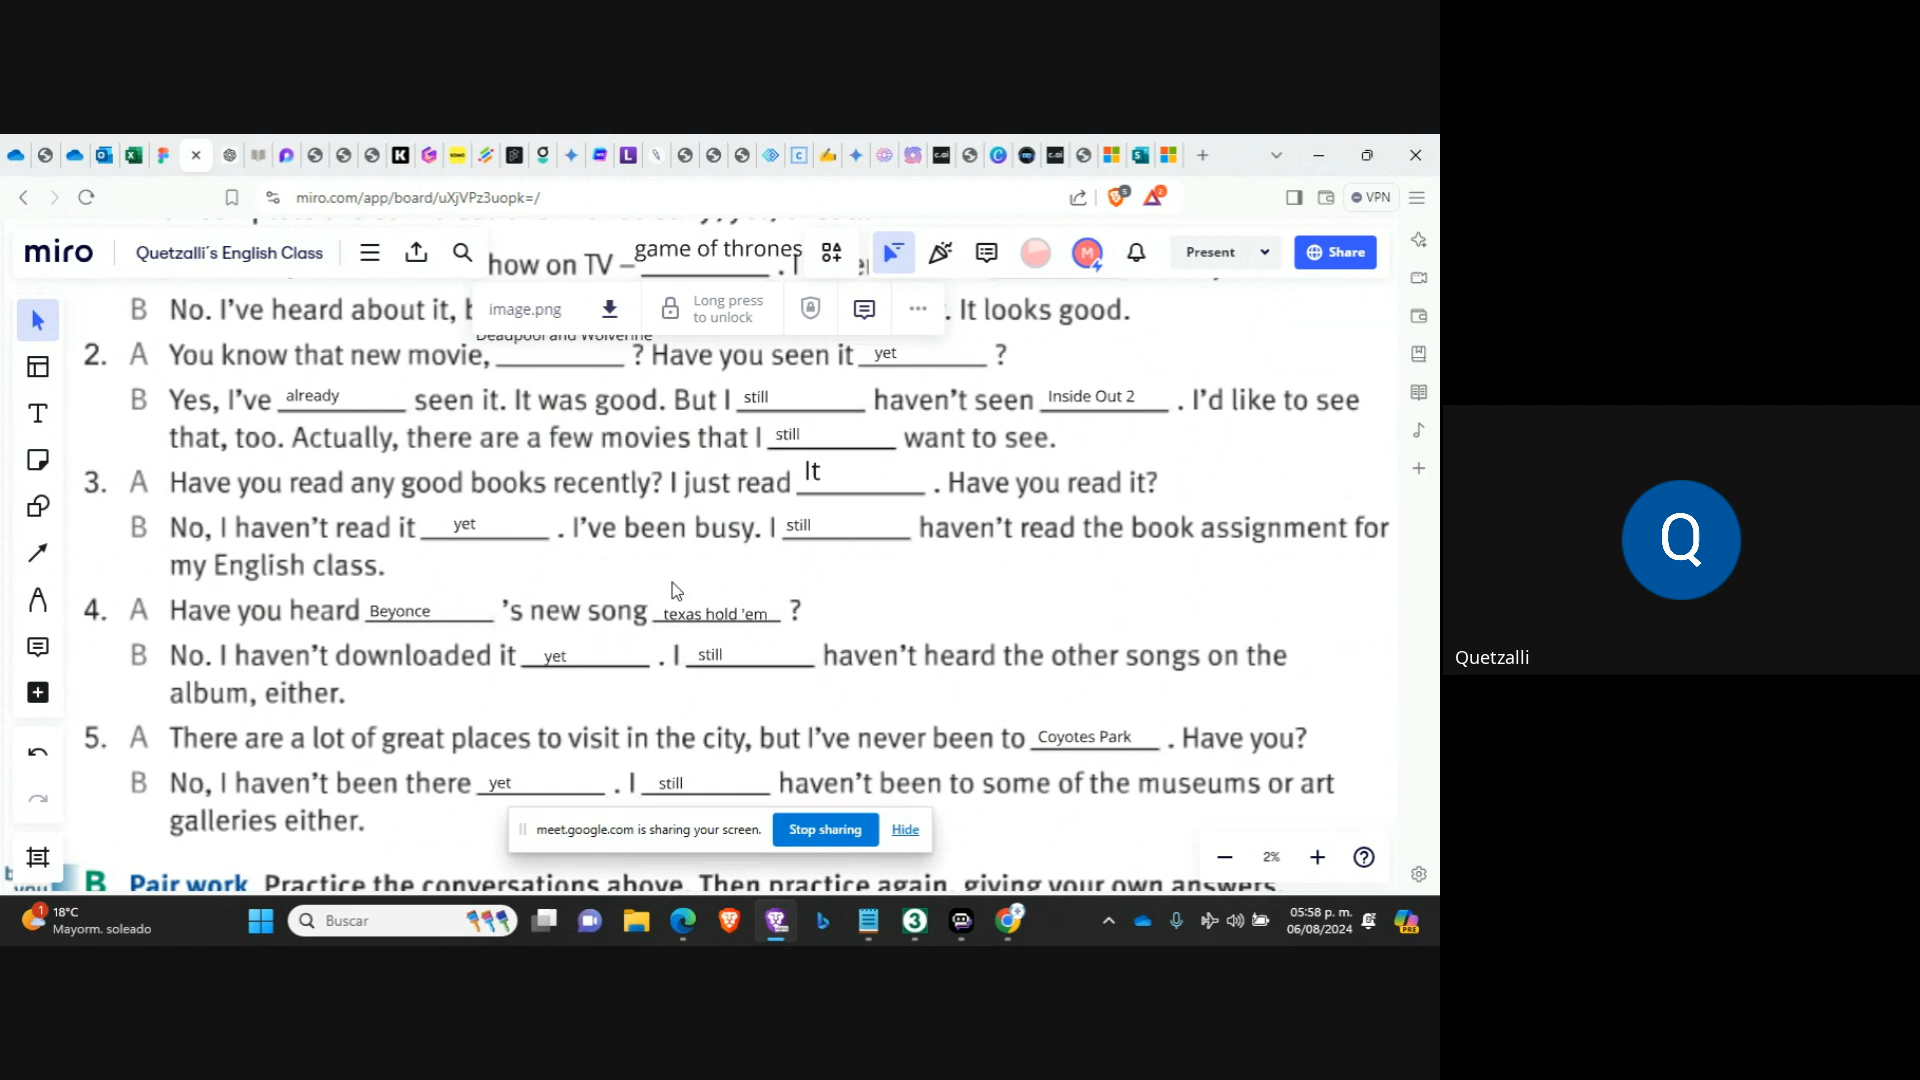 miro.com/app/board/uXjVPz3uopk=/
VPN
miro
Quetzalli´s English Class
Present
Share
how on TV – game of thrones . I
image.png
Long press to unlock
B No. I’ve heard about it, . It looks good.
Deadpool and Wolverine
2. A You know that new movie, ____ ? Have you seen it yet ?
B Yes, I’ve already seen it. It was good. But I still haven’t seen Inside Out 2 . I’d like to see
that, too. Actually, there are a few movies that I still want to see.
3. A Have you read any good books recently? I just read It . Have you read it?
B No, I haven’t read it yet . I’ve been busy. I still haven’t read the book assignment for
my English class.
4. A Have you heard Beyonce ’s new song texas hold 'em ?
B No. I haven’t downloaded it yet . I still haven’t heard the other songs on the
album, either.
5. A There are a lot of great places to visit in the city, but I’ve never been to Coyotes Park . Have you?
B No, I haven’t been there yet . I still haven’t been to some of the museums or art
galleries either.
meet.google.com is sharing your screen.
Stop sharing
Hide
2%
B Pair work Practice the conversations above. Then practice again, giving your own answers.
18°C
Mayorm. soleado
Buscar
05:58 p. m.
06/08/2024
Q
Quetzalli